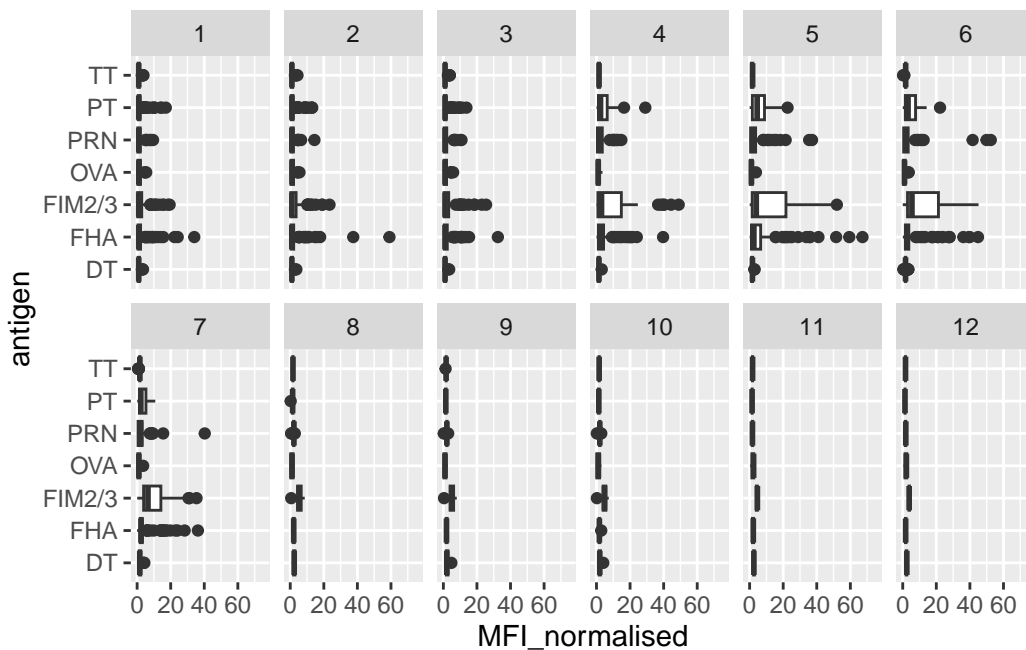 1 2 3 4 5 6
TT
PT
PRN
OVA
FIM2/3
FHA
DT
antigen
7 8 9 10 11 12
TT
PT
PRN
OVA
FIM2/3
FHA
DT
0 20 40 60 0 20 40 60 0 20 40 60 0 20 40 60 0 20 40 60 0 20 40 60
MFI_normalised